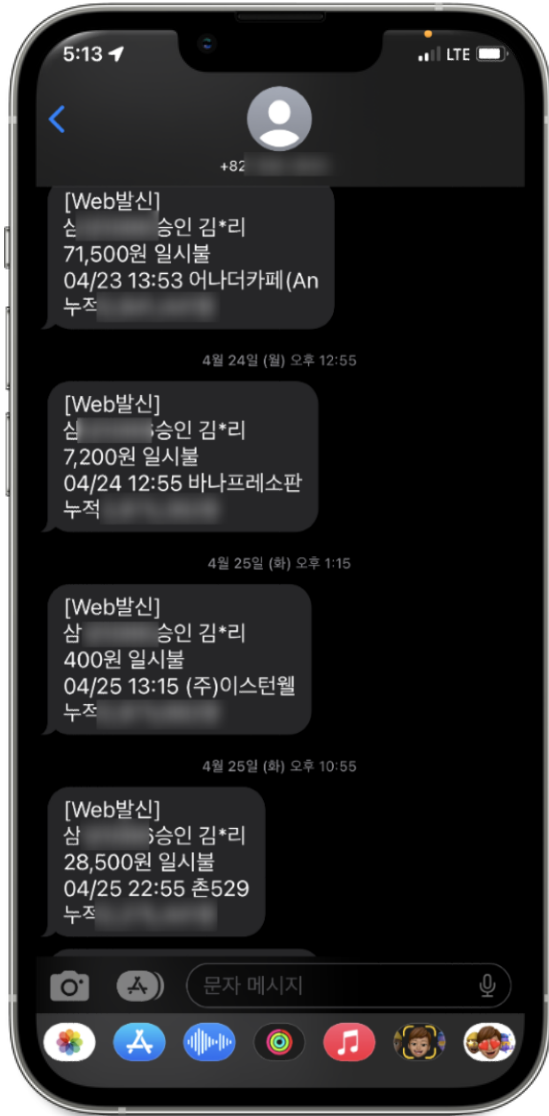 5:13
LTE
+82
[Web발신]
삼 승인 김*리
71,500원 일시불
04/23 13:53 어나더카페(An
누적
4월 24일 (월) 오후 12:55
[Web발신]
삼 승인 김*리
7,200원 일시불
04/24 12:55 바나프레소판
누적
4월 25일 (화) 오후 1:15
[Web발신]
삼 승인 김*리
400원 일시불
04/25 13:15 (주)이스턴웰
누적
4월 25일 (화) 오후 10:55
[Web발신]
삼 6승인 김*리
28,500원 일시불
04/25 22:55 촌529
누적
문자 메시지